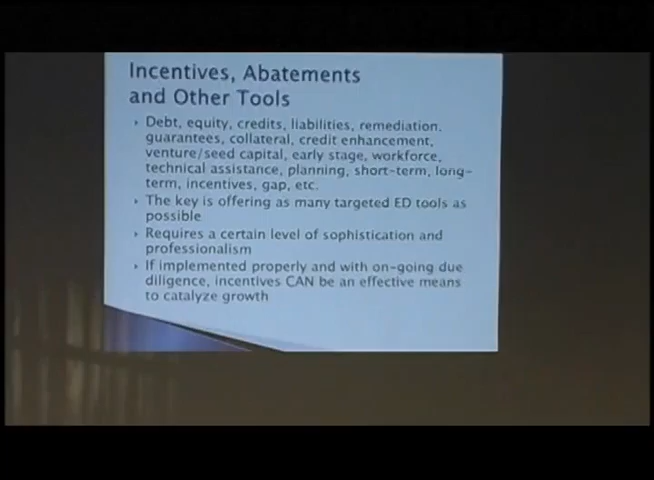 Incentives, Abatements
and Other Tools
Debt, equity, credits, liabilities, remediation,
guarantees, collateral, credit enhancement,
venture/seed capital, early stage, workforce,
technical assistance, planning, short-term, long-
term, incentives, gap, etc.
The key is offering as many targeted ED tools as
possible
Requires a certain level of sophistication and
professionalism
If implemented properly and with on-going due
diligence, incentives CAN be an effective means
to catalyze growth